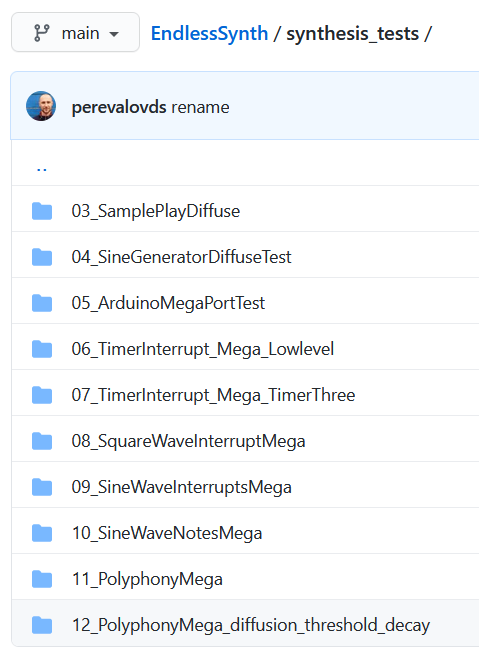 main EndlessSynth / synthesis_tests /
perevalovds rename
..
03_SamplePlayDiffuse
04_SineGeneratorDiffuseTest
05_ArduinoMegaPortTest
06_TimerInterrupt_Mega_Lowlevel
07_TimerInterrupt_Mega_TimerThree
08_SquareWaveInterruptMega
09_SineWaveInterruptsMega
10_SineWaveNotesMega
11_PolyphonyMega
12_PolyphonyMega_diffusion_threshold_decay